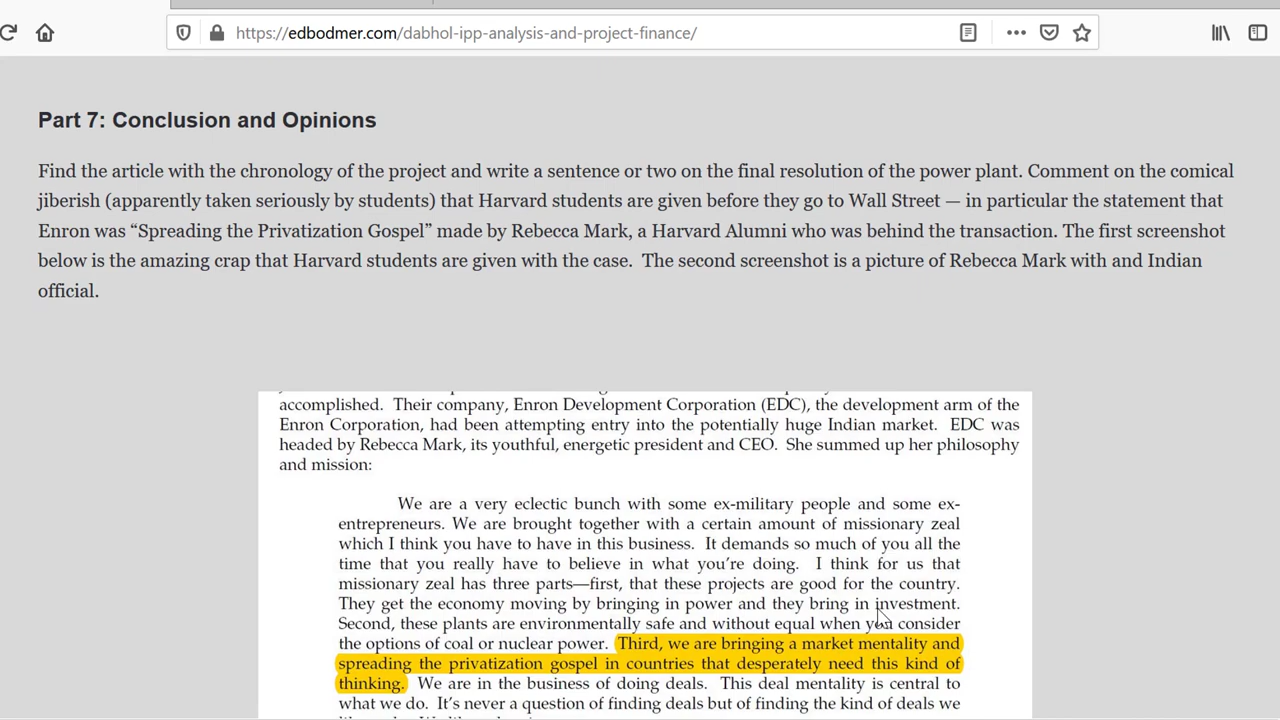 https://edbodmer.com/dabhol-ipp-analysis-and-project-finance/
Part 7: Conclusion and Opinions
Find the article with the chronology of the project and write a sentence or two on the final resolution of the power plant. Comment on the comical
jiberish (apparently taken seriously by students) that Harvard students are given before they go to Wall Street — in particular the statement that
Enron was “Spreading the Privatization Gospel” made by Rebecca Mark, a Harvard Alumni who was behind the transaction. The first screenshot
below is the amazing crap that Harvard students are given with the case. The second screenshot is a picture of Rebecca Mark with and Indian
official.
accomplished. Their company, Enron Development Corporation (EDC), the development arm of the
Enron Corporation, had been attempting entry into the potentially huge Indian market. EDC was
headed by Rebecca Mark, its youthful, energetic president and CEO. She summed up her philosophy
and mission:
We are a very eclectic bunch with some ex-military people and some ex-
entrepreneurs. We are brought together with a certain amount of missionary zeal
which I think you have to have in this business. It demands so much of you all the
time that you really have to believe in what you’re doing. I think for us that
missionary zeal has three parts—first, that these projects are good for the country.
They get the economy moving by bringing in power and they bring in investment.
Second, these plants are environmentally safe and without equal when you consider
the options of coal or nuclear power. Third, we are bringing a market mentality and
spreading the privatization gospel in countries that desperately need this kind of
thinking. We are in the business of doing deals. This deal mentality is central to
what we do. It’s never a question of finding deals but of finding the kind of deals we